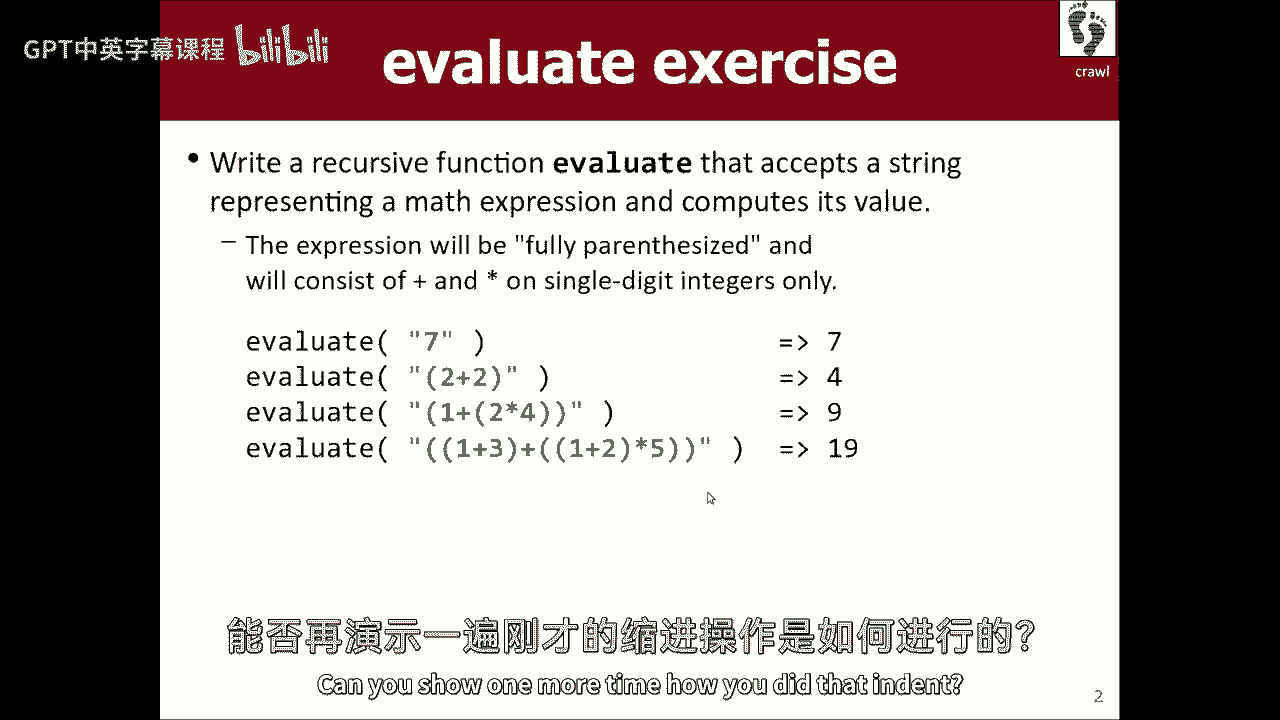 GPT中英字幕课程 bilibili
evaluate exercise
crawl
• Write a recursive function evaluate that accepts a string
representing a math expression and computes its value.
– The expression will be "fully parenthesized" and
will consist of + and * on single-digit integers only.
evaluate( "7" ) => 7
evaluate( "(2+2)" ) => 4
evaluate( "(1+(2*4))" ) => 9
evaluate( "((1+3)+((1+2)*5))" ) => 19
能否再演示一遍刚才的缩进操作是如何进行的?
Can you show one more time how you did that indent?
2